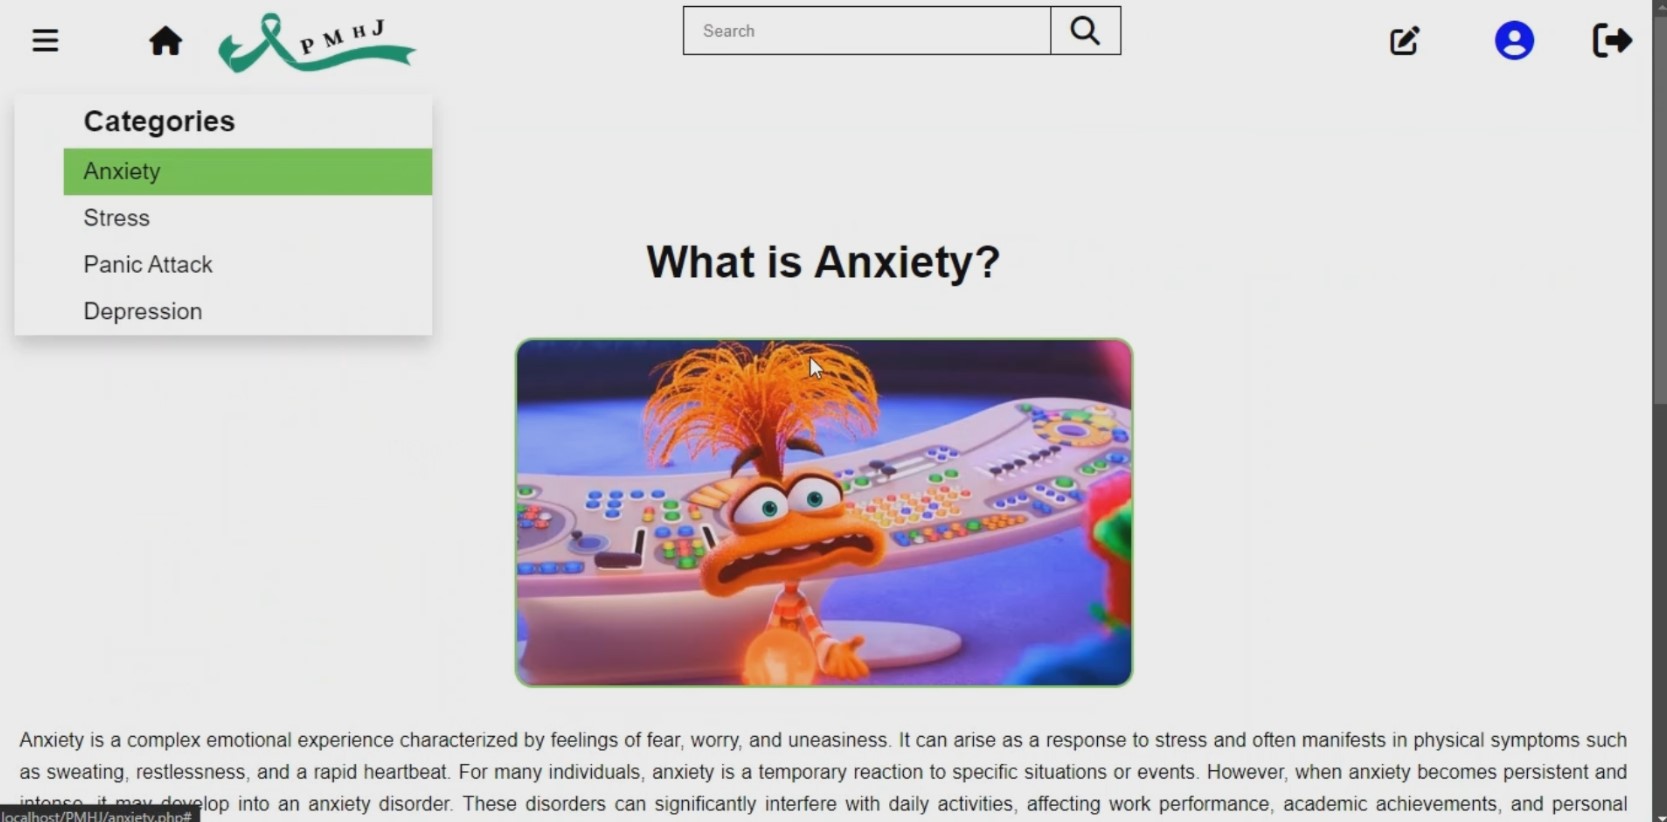 PMHJ
Search
Categories
Anxiety
Stress
Panic Attack
Depression
What is Anxiety?
Anxiety is a complex emotional experience characterized by feelings of fear, worry, and uneasiness. It can arise as a response to stress and often manifests in physical symptoms such
as sweating, restlessness, and a rapid heartbeat. For many individuals, anxiety is a temporary reaction to specific situations or events. However, when anxiety becomes persistent and
intense, it may develop into an anxiety disorder. These disorders can significantly interfere with daily activities, affecting work performance, academic achievements, and personal
localhost/PMHJ/anxiety.php#